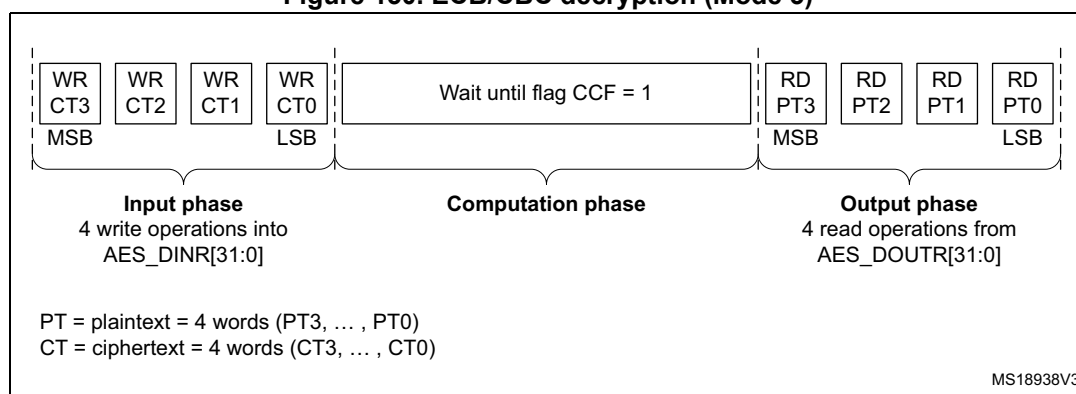 Figure ECB/CBC decryption (Mode 3)
WR WR WR WR RD RD RD RD
CT3 CT2 CT1 CT0 Wait until flag CCF = 1 PT3 PT2 PT1 PT0
MSB LSB MSB LSB
Input phase Computation phase Output phase
4 write operations into 4 read operations from
AES_DINR[31:0] AES_DOUTR[31:0]
PT = plaintext = 4 words (PT3, … , PT0)
CT = ciphertext = 4 words (CT3, … , CT0)
MS18938V3